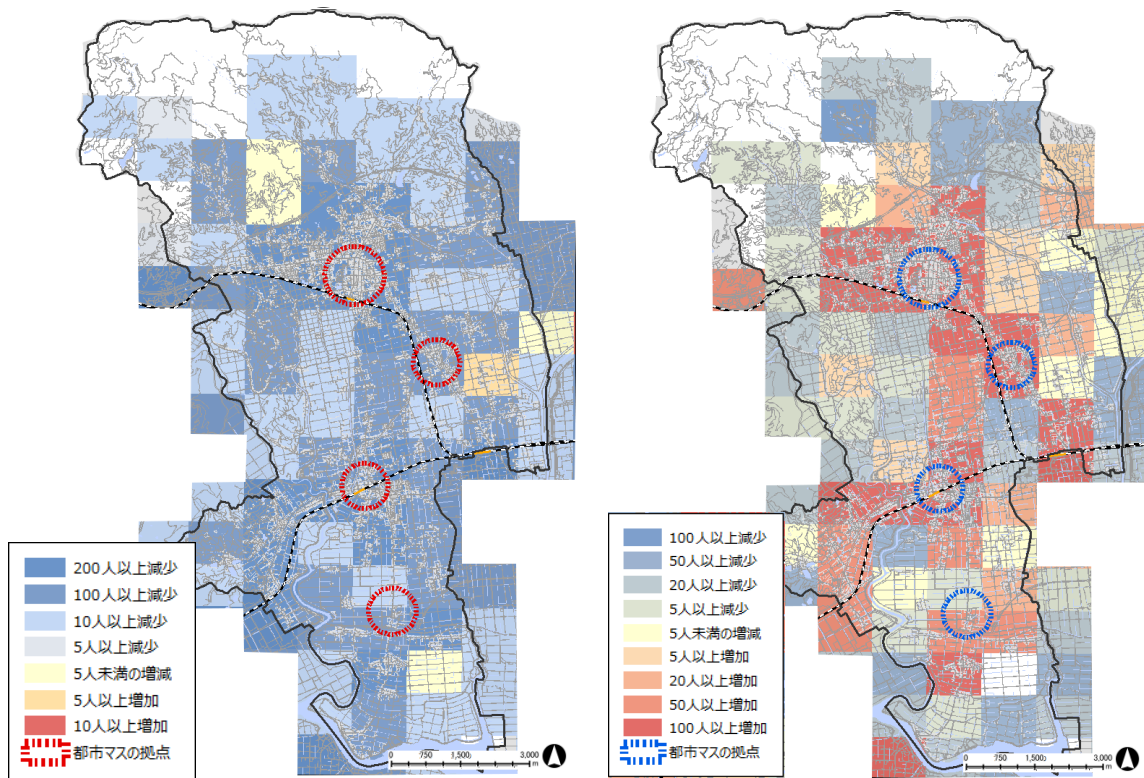 200人以上減少
100人以上減少
10人以上減少
5人以上減少
5人未満の増減
5人以上増加
10人以上増加
都市マスの拠点
0 750 1,500 3,000
m
100人以上減少
50人以上減少
20人以上減少
5人以上減少
5人未満の増減
5人以上増加
20人以上増加
50人以上増加
100人以上増加
都市マスの拠点
0 750 1,500 3,000
m